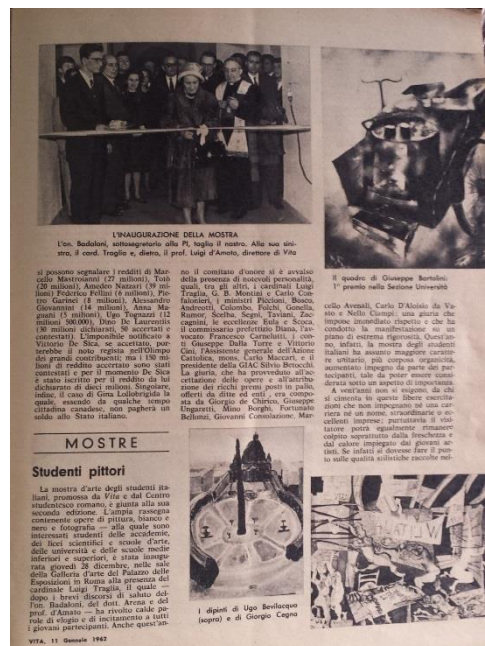 L'INAUGURAZIONE DELLA MOSTRA
L'on. Badaloni, sottosegretario alla PI, taglia il nastro. Alla sua sini-
stra, il card. Traglia e, dietro, il prof. Luigi d'Amato, direttore di Vita
Il quadro di Giuseppe Bartolini:
1° premio nella Sezione Università
si possono segnalare i redditi di Mar-
cello Mastroianni (27 milioni), Totò
(20 milioni), Amedeo Nazzari (39 mi-
lioni) Federico Fellini (6 milioni), Pie-
tro Garinei (8 milioni), Alessandro
Giovannini (14 milioni), Anna Ma-
gnani (5 milioni), Ugo Tognazzi (12
milioni 500.000), Dino De Laurentis
(30 milioni dichiarati, 50 accertati e
contestati). L'imponibile notificato a
Vittorio De Sica, se accettato, por-
terebbe il noto regista nell'Olimpo
dei grandi contribuenti; ma i 150 mi-
lioni di reddito accertato sono stati
contestati e per il momento De Sica
è stato iscritto per il reddito da lui
dichiarato di dieci milioni. Singolare,
infine, il caso di Gina Lollobrigida la
quale, essendo da qualche tempo
cittadina canadese, non pagherà un
soldo allo Stato italiano.
MOSTRE
Studenti pittori
La mostra d'arte degli studenti ita-
liani, promossa da Vita e dal Centro
studentesco romano, è giunta alla sua
seconda edizione. L'ampia rassegna
contenente opere di pittura, bianco e
nero e fotografia — alla quale sono
interessati studenti delle accademie,
dei licei scientifici e scuole d'arte,
delle università e delle scuole medie
inferiori e superiori, è stata inaugu-
rata giovedì 28 dicembre, nelle sale
della Galleria d'arte del Palazzo delle
Esposizioni in Roma alla presenza del
cardinale Luigi Traglia, il quale —
dopo i brevi discorsi di saluto del-
l'on. Badaloni, del dott. Arena e del
prof. d'Amato — ha rivolto calde pa-
role di elogio e di incitamento a tutti
i giovani partecipanti. Anche quest'an-
no il comitato d'onore si è avvalso
della presenza di notevoli personalità,
quali, tra gli altri, i cardinali Luigi
Traglia, G. B. Montini e Carlo Con-
falonieri, i ministri Piccioni, Bosco,
Andreotti, Colombo, Folchi, Gonella,
Rumor, Scelba, Segni, Taviani, Zac-
cagnini, le eccellenze Eula e Scoca,
il commissario prefettizio Diana, l'av-
vocato Francesco Carnelutti, i con-
ti Giuseppe Dalla Torre e Vittorio
Cini, l'Assistente generale dell'Azione
Cattolica, mons. Carlo Maccari, e il
presidente della GIAC Silvio Betocchi.
La giuria, che ha provveduto all'ac-
cettazione delle opere e all'attribu-
zione dei ricchi premi posti in palio,
offerti da ditte ed enti, era compo-
sta da Giorgio de Chirico, Giuseppe
Ungaretti, Mino Borghi, Fortunato
Bellonzi, Giovanni Consolazione, Mar-
I dipinti di Ugo Bevilacqua
(sopra) e di Giorgio Cegna
cello Avenali, Carlo D'Aloisio da Va-
sto e Nello Ciampi: una giuria che
impone immediato rispetto e che ha
condotto la manifestazione su un
piano di estremo rigorosità. Quest'an-
no, infatti, la mostra degli studenti
italiani ha assunto maggiore caratte-
re unitario, più corposa organicità,
aumentato impegno da parte dei par-
tecipanti, tale da poter essere consi-
derata sotto un aspetto di importanza.
A vent'anni non si esigono, da chi
si cimenta in queste libere esercita-
zioni che non impegnano né una car-
riera né un nome, straordinarie o ec-
cellenti imprese; purtuttavia il visi-
tatore potrà egualmente rimanere
colpito soprattutto dalla freschezza e
dal calore impiegato dai giovani ar-
tisti. Se infatti si dovesse fare il pun-
to sulle qualità stilistiche raccolte nel-
VITA, 11 Gennaio 1962